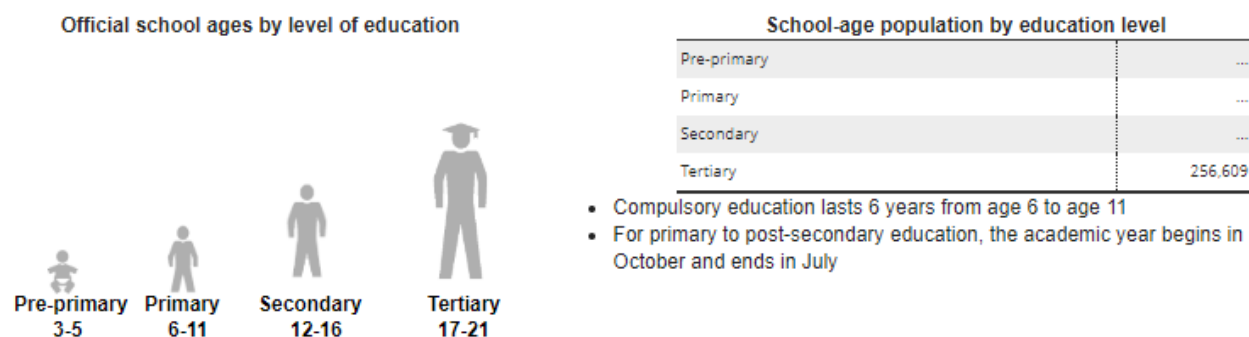 Official school ages by level of education
Pre-primary
3-5
Primary
6-11
Secondary
12-16
Tertiary
17-21
School-age population by education level
Pre-primary ...
Primary ...
Secondary ...
Tertiary 256,609
• Compulsory education lasts 6 years from age 6 to age 11
• For primary to post-secondary education, the academic year begins in
October and ends in July